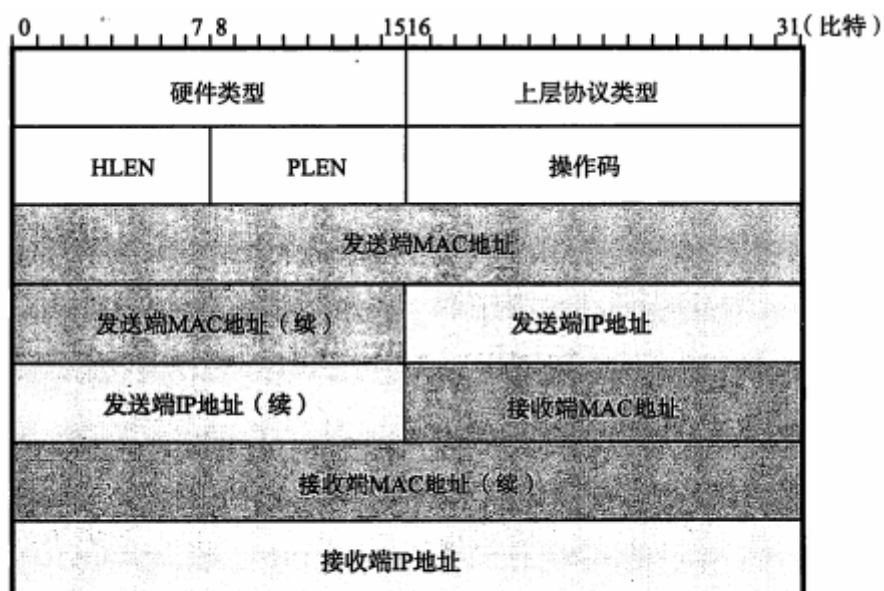 0 7 8 1516 31(比特)
硬件类型 上层协议类型
HLEN PLEN 操作码
发送端MAC地址
发送端MAC地址(续) 发送端IP地址
发送端IP地址(续) 接收端MAC地址
接收端MAC地址(续)
接收端IP地址